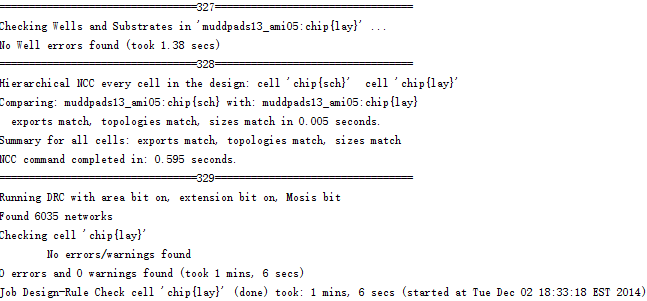 ==================================327==================================
Checking Wells and Substrates in 'muddpads13_ami05:chip{lay}' ...
No Well errors found (took 1.38 secs)
==================================328==================================
Hierarchical NCC every cell in the design: cell 'chip{sch}'  cell 'chip{lay}'
Comparing: muddpads13_ami05:chip{sch} with: muddpads13_ami05:chip{lay}
  exports match, topologies match, sizes match in 0.005 seconds.
Summary for all cells: exports match, topologies match, sizes match
NCC command completed in: 0.595 seconds.
==================================329==================================
Running DRC with area bit on, extension bit on, Mosis bit
Found 6035 networks
Checking cell 'chip{lay}'
        No errors/warnings found
0 errors and 0 warnings found (took 1 mins, 6 secs)
Job Design-Rule Check cell 'chip{lay}' (done) took: 1 mins, 6 secs (started at Tue Dec 02 18:33:18 EST 2014)